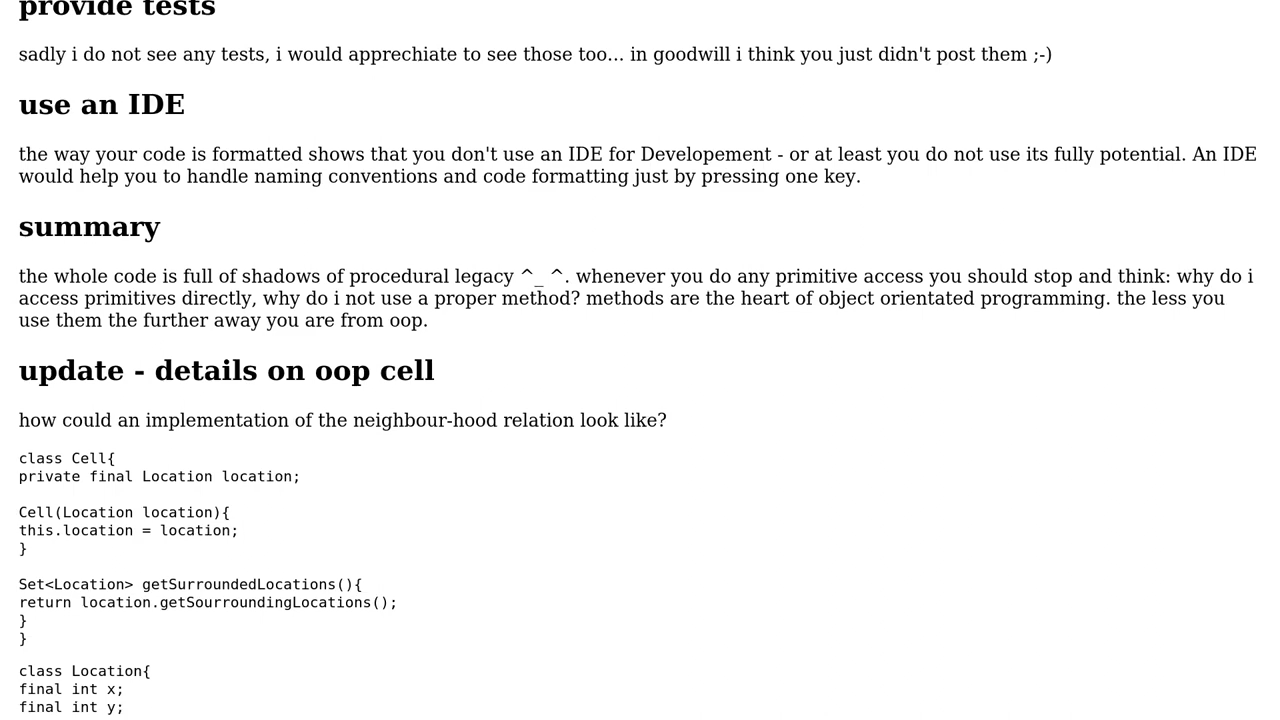 provide tests
sadly i do not see any tests, i would apprechiate to see those too... in goodwill i think you just didn't post them ;-)
use an IDE
the way your code is formatted shows that you don't use an IDE for Developement - or at least you do not use its fully potential. An IDE
would help you to handle naming conventions and code formatting just by pressing one key.
summary
the whole code is full of shadows of procedural legacy ^_ ^. whenever you do any primitive access you should stop and think: why do i
access primitives directly, why do i not use a proper method? methods are the heart of object orientated programming. the less you
use them the further away you are from oop.
update - details on oop cell
how could an implementation of the neighbour-hood relation look like?
class Cell{
private final Location location;
Cell(Location location){
this.location = location;
}
Set<Location> getSurroundedLocations(){
return location.getSourroundingLocations();
}
}
class Location{
final int x;
final int y;